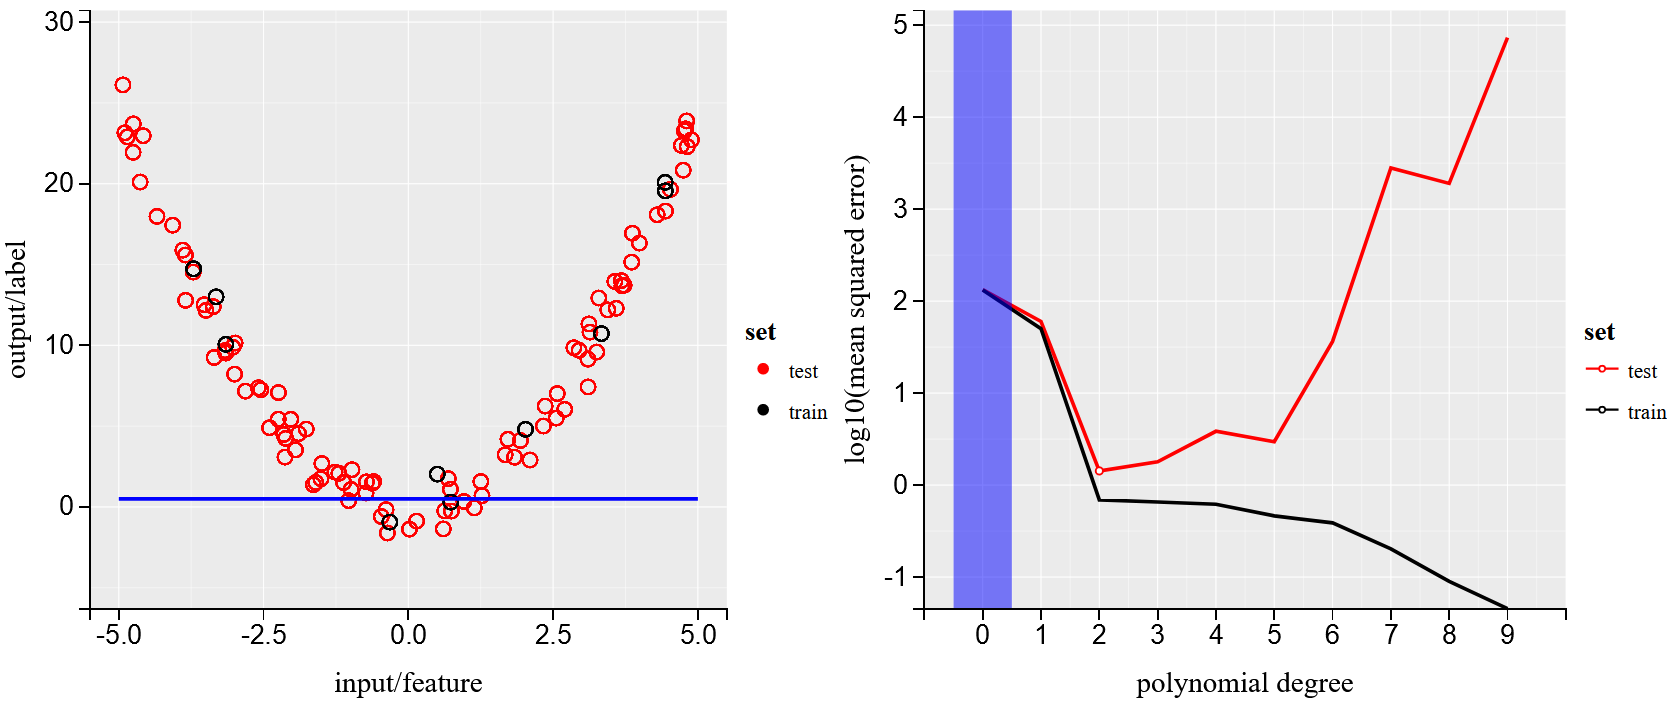 30
20
10
0
output/label
-5.0 -2.5 0.0 2.5 5.0
input/feature
set
test
train
5
4
3
2
1
0
-1
log10(mean squared error)
0 1 2 3 4 5 6 7 8 9
polynomial degree
set
test
train